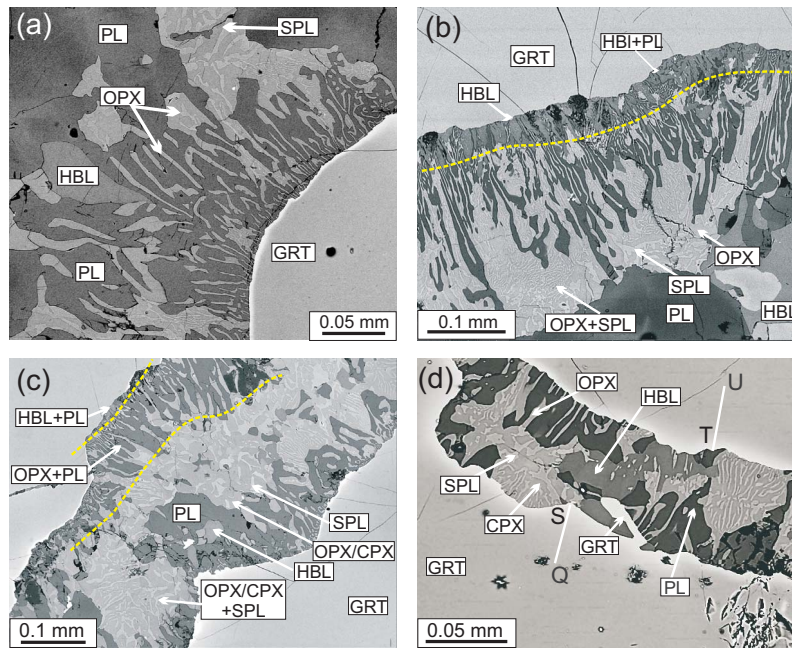 (a)
PL
SPL
OPX
HBL
PL
GRT
0.05 mm
(b)
GRT
HBl+PL
HBL
OPX
SPL
OPX+SPL
PL
HBL
0.1 mm
(c)
HBL+PL
OPX+PL
PL
SPL
OPX/CPX
HBL
OPX/CPX
+SPL
GRT
0.1 mm
(d)
OPX
HBL
U
T
SPL
CPX
S
GRT
Q
GRT
PL
0.05 mm